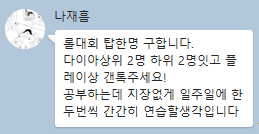 나재흠
롤대회 탑한명 구합니다.
다이아상위 2명 하위 2명잇고 플
레이상 갠톡주세요!
공부하는데 지장없게 일주일에 한
두번씩 간간히 연습할생각입니다